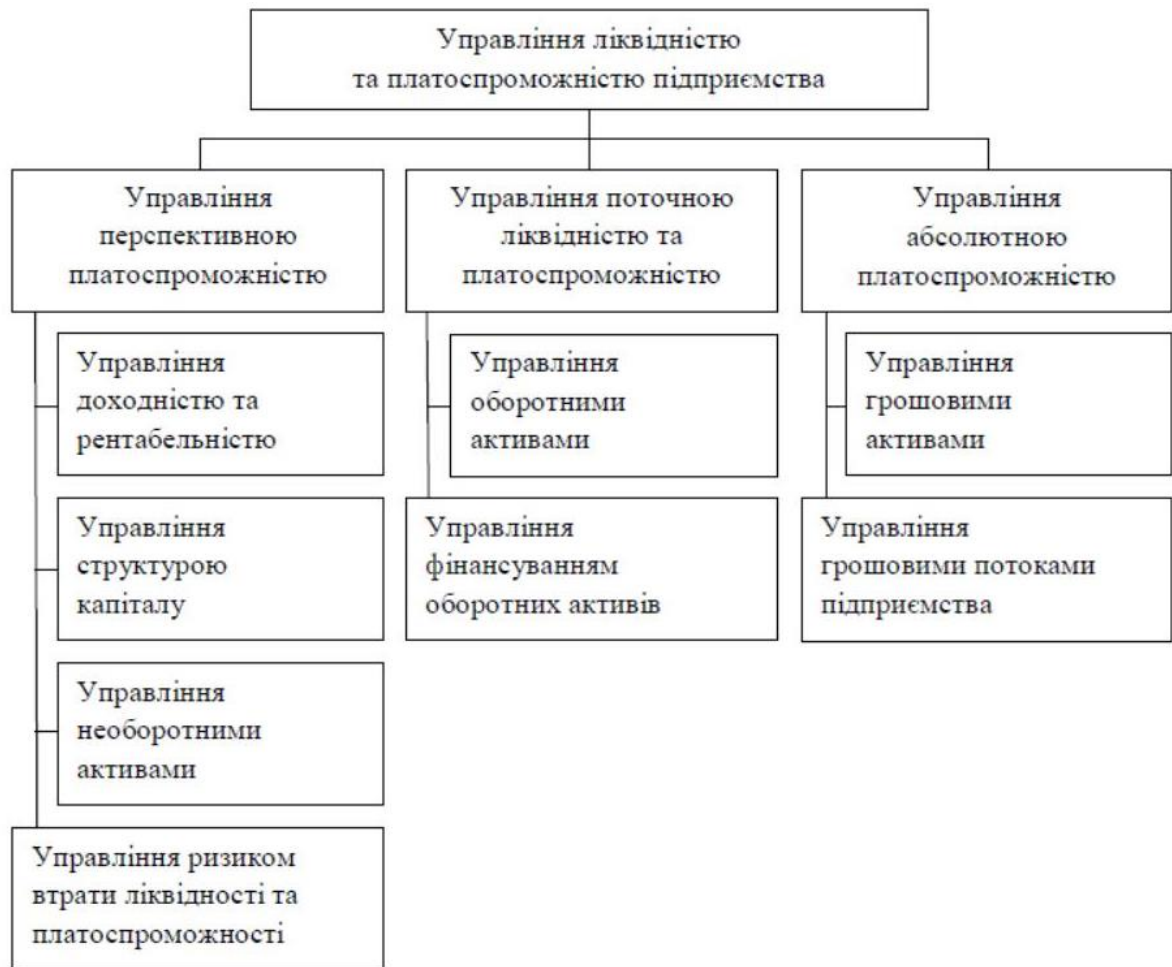 Управління ліквідністю
та платоспроможністю підприємства
Управління
перспективною
платоспроможністю
Управління поточною
ліквідністю та
платоспроможністю
Управління
абсолютною
платоспроможністю
Управління
доходністю та
рентабельністю
Управління
оборотними
активами
Управління
грошовими
активами
Управління
структурою
капіталу
Управління
фінансуванням
оборотних активів
Управління
грошовими потоками
підприємства
Управління
необоротними
активами
Управління ризиком
втрати ліквідності та
платоспроможності